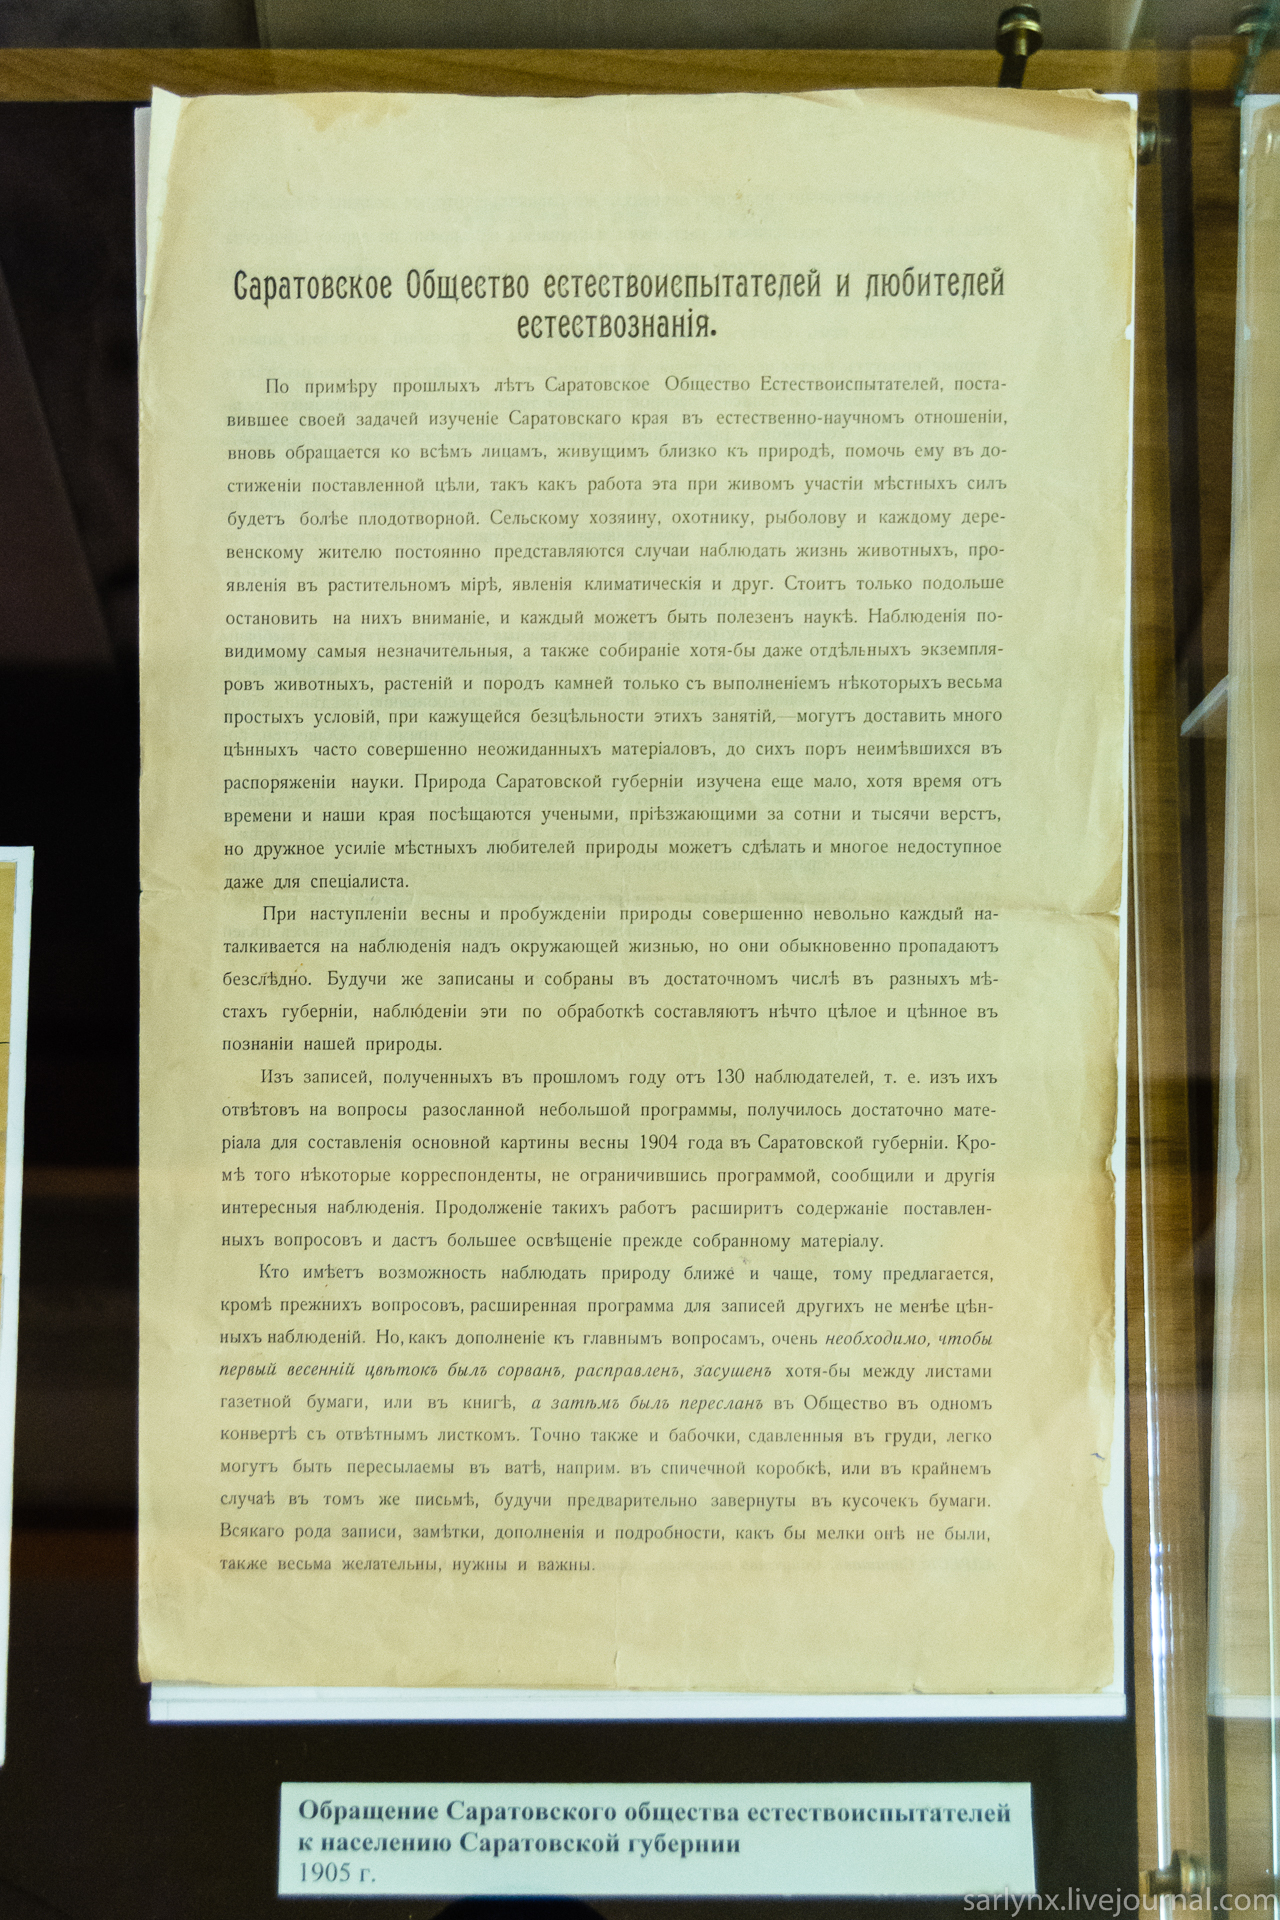 Саратовское Общество естествоиспытателей и любителей
естествознанія.
По примѣру прошлыхъ лѣтъ Саратовское Общество Естествоиспытателей, поста-
вившее своей задачей изученіе Саратовскаго края въ естественно-научномъ отношеніи,
вновь обращается ко всѣмъ лицамъ, живущимъ близко къ природѣ, помочь ему въ до-
стиженіи поставленной цѣли, такъ какъ работа эта при живомъ участіи мѣстныхъ силъ
будетъ болѣе плодотворной. Сельскому хозяину, охотнику, рыболову и каждому дере-
венскому жителю постоянно представляются случаи наблюдать жизнь животныхъ, про-
явленія въ растительномъ мірѣ, явленія климатическія и друг. Стоитъ только подольше
остановить на нихъ вниманіе, и каждый можетъ быть полезенъ наукѣ. Наблюденія по-
видимому самыя незначительныя, а также собираніе хотя-бы даже отдѣльныхъ экземпля-
ровъ животныхъ, растеній и породъ камней только съ выполненіемъ нѣкоторыхъ весьма
простыхъ условій, при кажущейся безцѣльности этихъ занятій,—могутъ доставить много
цѣнныхъ часто совершенно неожиданныхъ матеріаловъ, до сихъ поръ неимѣвшихся въ
распоряженіи науки. Природа Саратовской губерніи изучена еще мало, хотя время отъ
времени и наши края посѣщаются учеными, пріѣзжающими за сотни и тысячи верстъ,
но дружное усиліе мѣстныхъ любителей природы можетъ сдѣлать и многое недоступное
даже для спеціалиста.
При наступленіи весны и пробужденіи природы совершенно невольно каждый на-
талкивается на наблюденія надъ окружающей жизнью, но они обыкновенно пропадаютъ
безслѣдно. Будучи же записаны и собраны въ достаточномъ числѣ въ разныхъ мѣ-
стахъ губерніи, наблюденіи эти по обработкѣ составляютъ нѣчто цѣлое и цѣнное въ
познаніи нашей природы.
Изъ записей, полученныхъ въ прошломъ году отъ 130 наблюдателей, т. е. изъ ихъ
отвѣтовъ на вопросы разосланной небольшой программы, получилось достаточно мате-
ріала для составленія основной картины весны 1904 года въ Саратовской губерніи. Кро-
мѣ того нѣкоторые корреспонденты, не ограничившись программой, сообщили и другія
интересныя наблюденія. Продолженіе такихъ работъ расширитъ содержаніе поставлен-
ныхъ вопросовъ и дастъ большее освѣщеніе прежде собранному матеріалу.
Кто имѣетъ возможность наблюдать природу ближе и чаще, тому предлагается,
кромѣ прежнихъ вопросовъ, расширенная программа для записей другихъ не менѣе цѣн-
ныхъ наблюденій. Но, какъ дополненіе къ главнымъ вопросамъ, очень необходимо, чтобы
первый весенній цвѣтокъ былъ сорванъ, расправленъ, засушенъ хотя-бы между листами
газетной бумаги, или въ книгѣ, а затѣмъ былъ пересланъ въ Общество въ одномъ
конвертѣ съ отвѣтнымъ листкомъ. Точно также и бабочки, сдавленныя въ груди, легко
могутъ быть пересылаемы въ ватѣ, наприм. въ спичечной коробкѣ, или въ крайнемъ
случаѣ въ томъ же письмѣ, будучи предварительно завернуты въ кусочекъ бумаги.
Всякаго рода записи, замѣтки, дополненія и подробности, какъ бы мелки онѣ не были,
также весьма желательны, нужны и важны.
Обращение Саратовского общества естествоиспытателей
к населению Саратовской губернии
1905 г.
sarlynx.livejournal.com